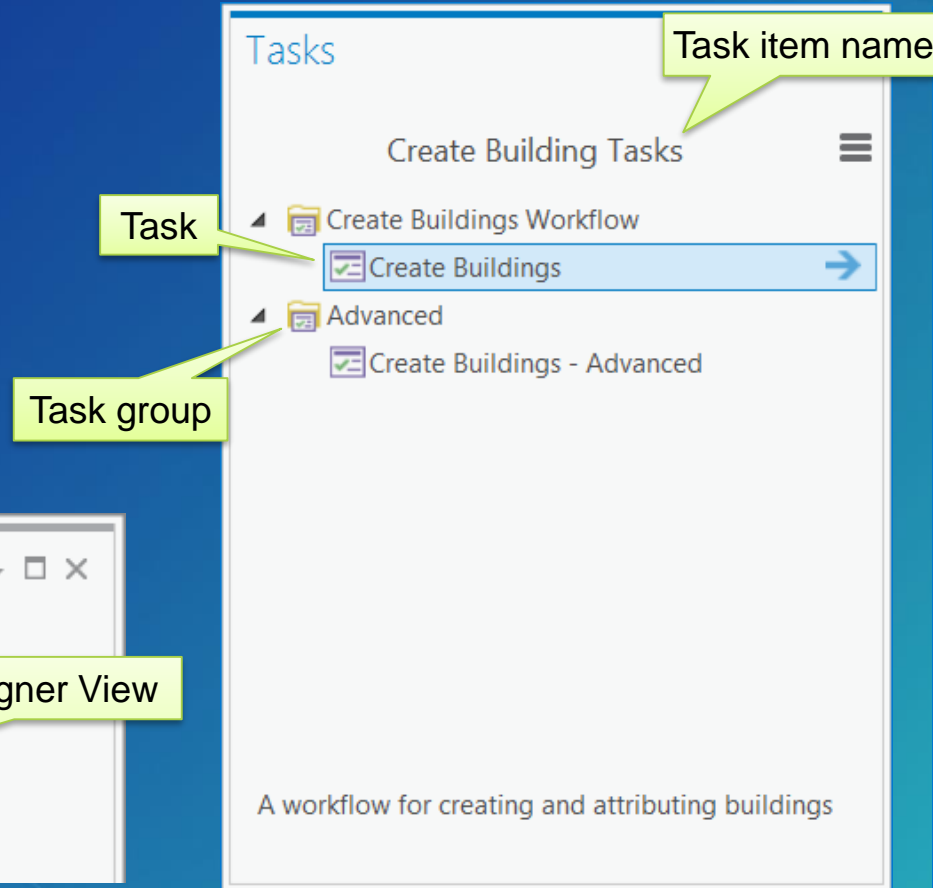 Tasks
Task item name
Create Building Tasks
Task
Create Buildings Workflow
Create Buildings
Advanced
Create Buildings - Advanced
Task group
View
A workflow for creating and attributing buildings